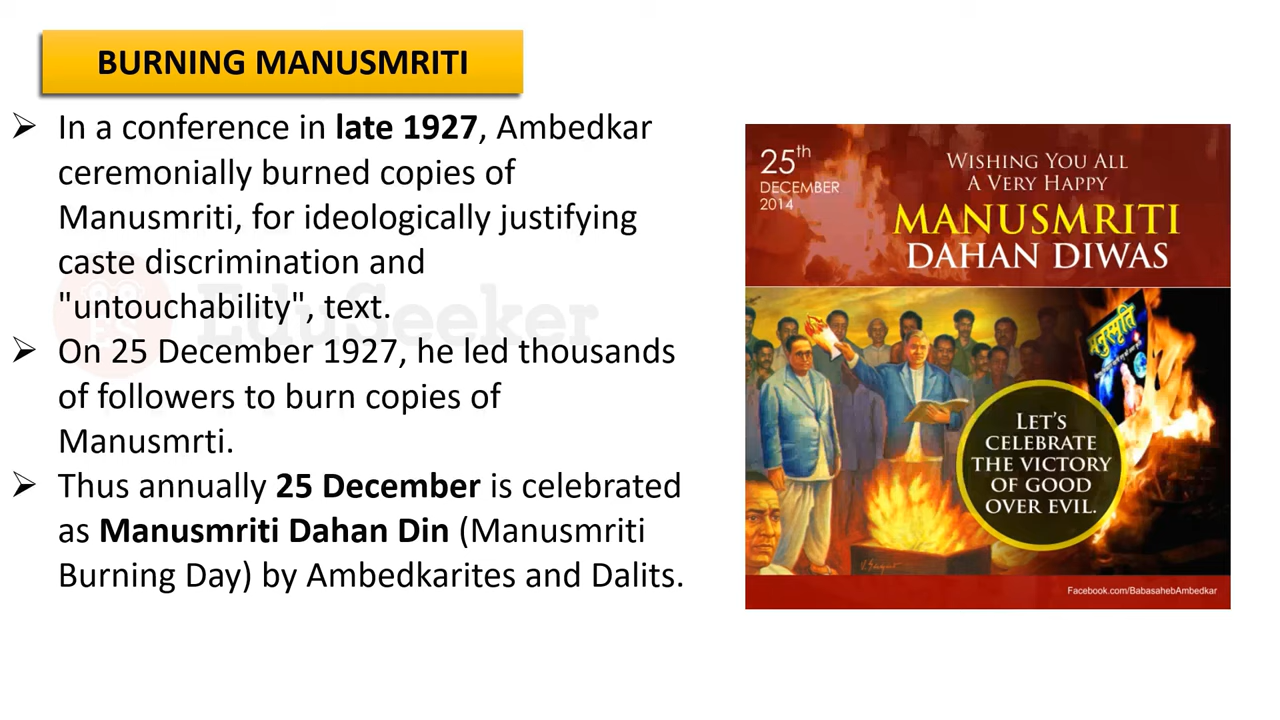 BURNING MANUSMRITI
➢ In a conference in late 1927, Ambedkar
ceremonially burned copies of
Manusmriti, for ideologically justifying
caste discrimination and
"untouchability", text.
➢ On 25 December 1927, he led thousands
of followers to burn copies of
Manusmrti.
➢ Thus annually 25 December is celebrated
as Manusmriti Dahan Din (Manusmriti
Burning Day) by Ambedkarites and Dalits.
EduSeeker
25th
DECEMBER
2014
WISHING YOU ALL
A VERY HAPPY
MANUSMRITI
DAHAN DIWAS
मनुस्मृति
LET'S
CELEBRATE
THE VICTORY
OF GOOD
OVER EVIL.
Facebook.com/BabasahebAmbedkar